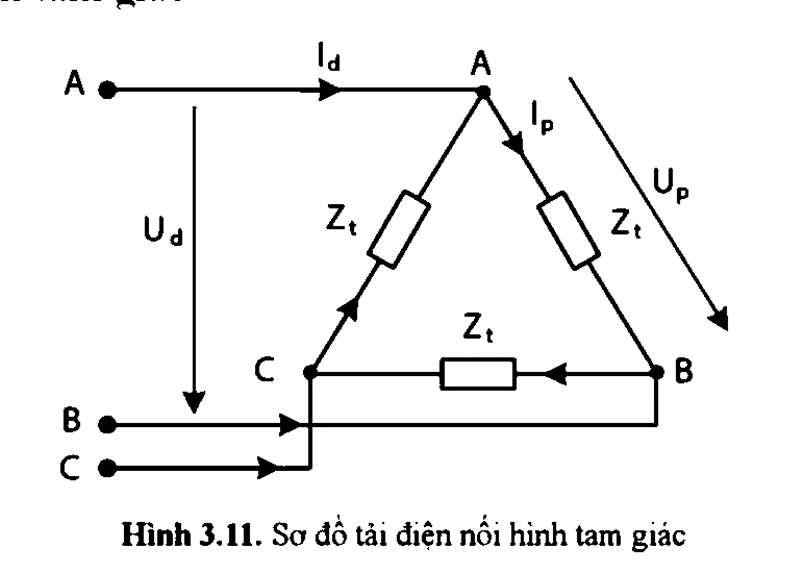 A
I_d
A
I_p
U_p
U_d
Z_t
Z_t
Z_t
C
B
B
C
Hình 3.11. Sơ đồ tải điện nối hình tam giác